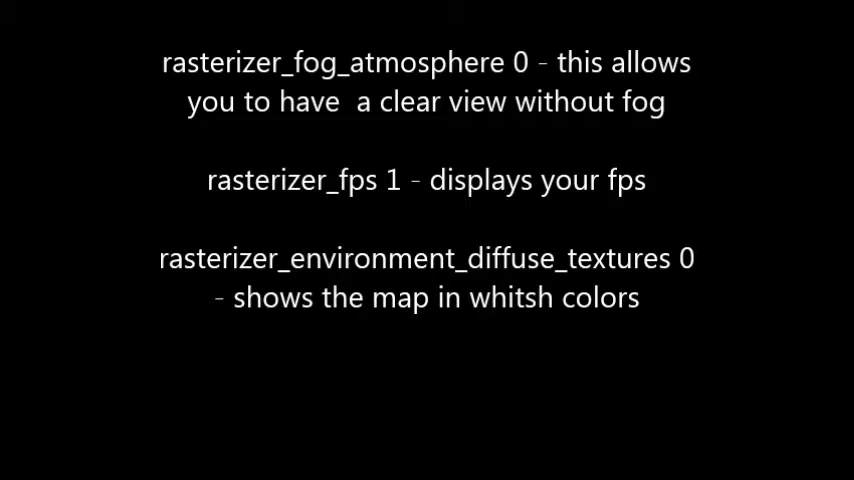 rasterizer_fog_atmosphere 0 - this allows
you to have  a clear view without fog
rasterizer_fps 1 - displays your fps
rasterizer_environment_diffuse_textures 0
- shows the map in whitsh colors